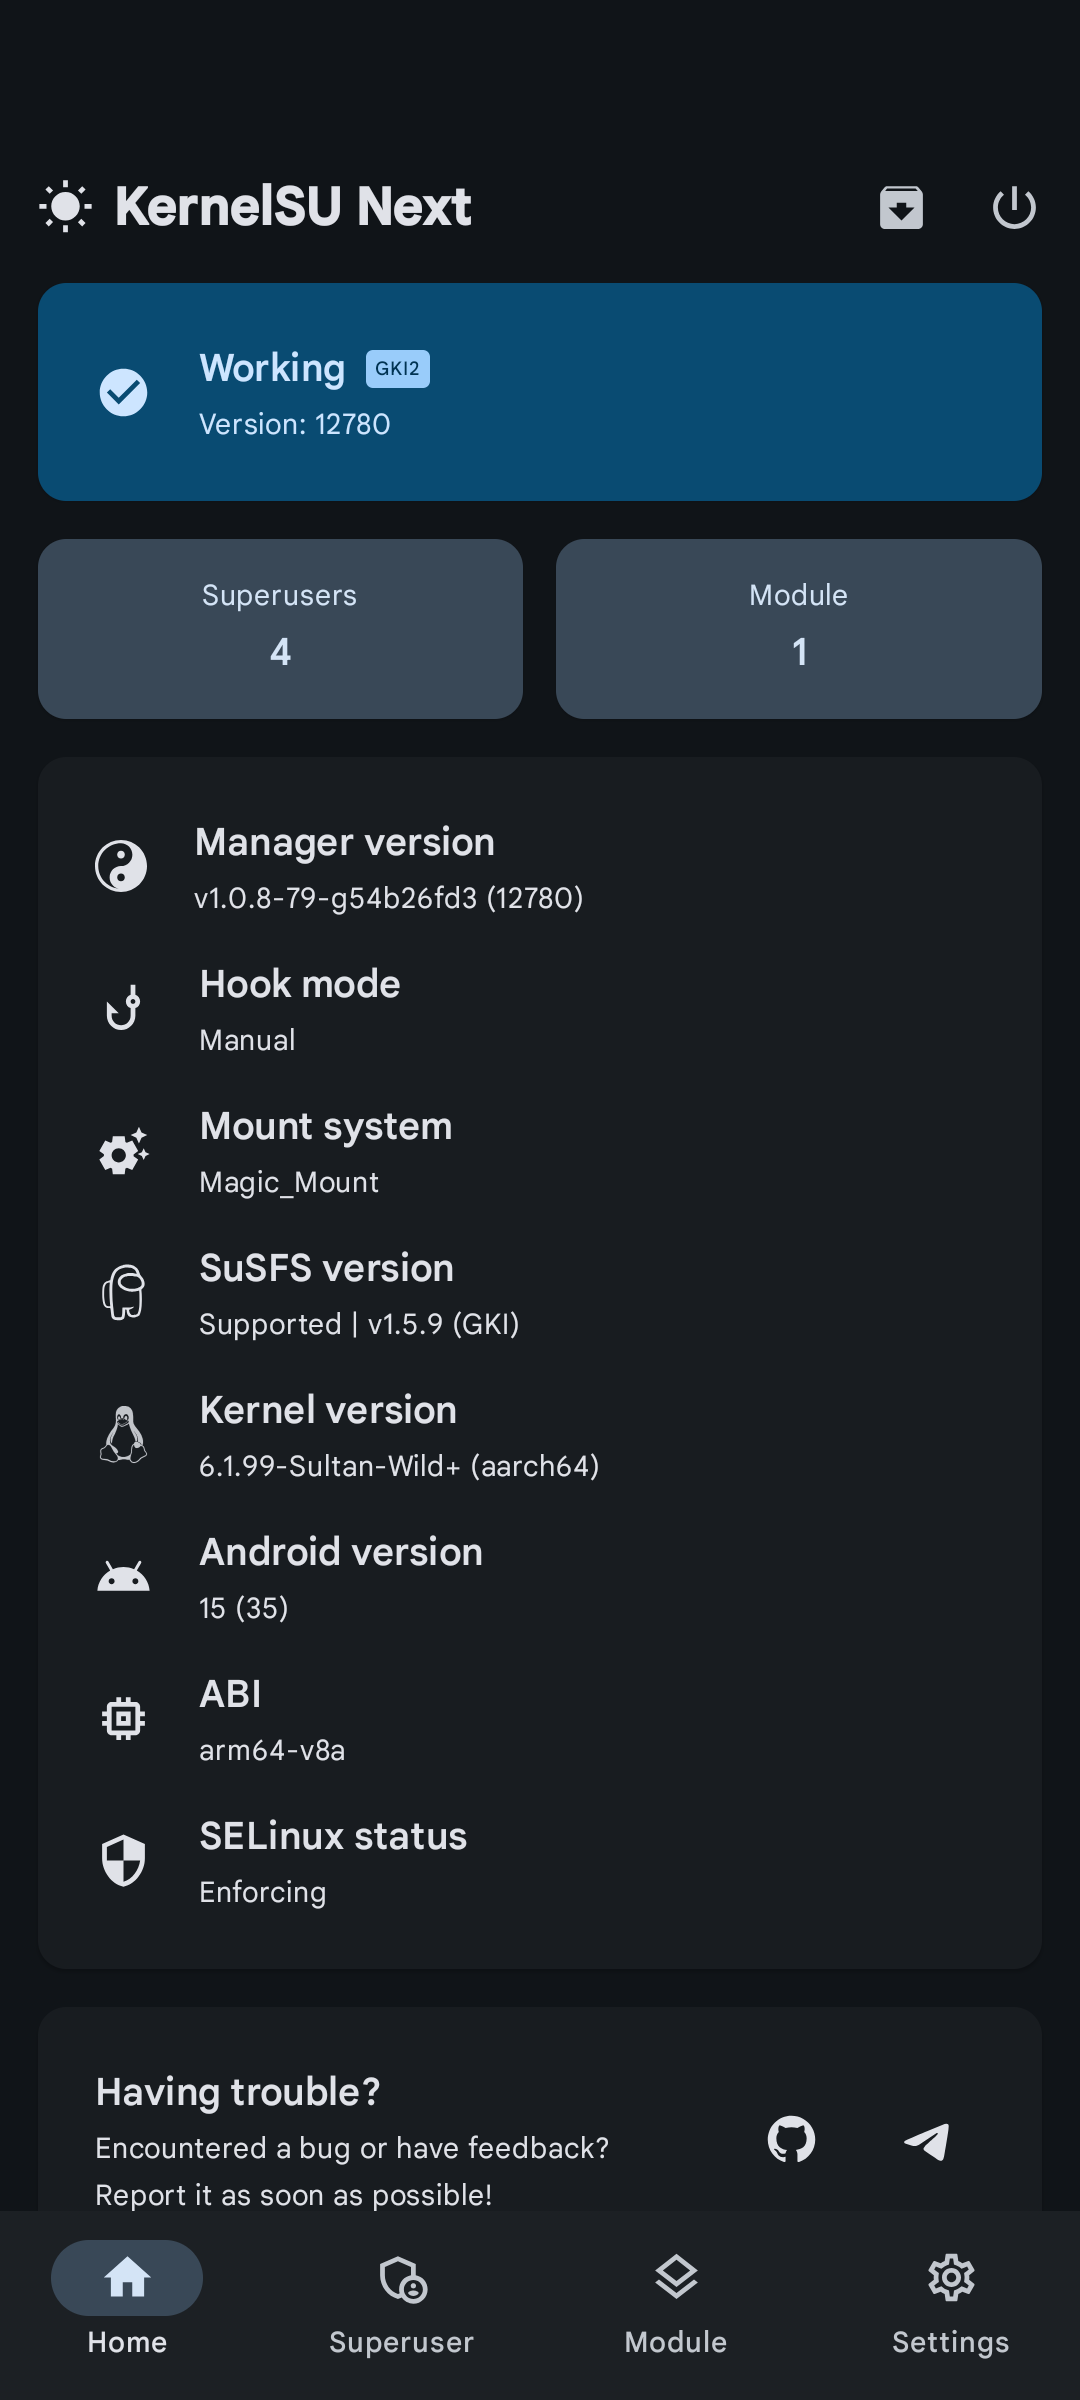 KernelSU Next
Working GKI2
Version: 12780
Superusers
4
Module
1
Manager version
v1.0.8-79-g54b26fd3 (12780)
Hook mode
Manual
Mount system
Magic_Mount
SuSFS version
Supported | v1.5.9 (GKI)
Kernel version
6.1.99-Sultan-Wild+ (aarch64)
Android version
15 (35)
ABI
arm64-v8a
SELinux status
Enforcing
Having trouble?
Encountered a bug or have feedback?
Report it as soon as possible!
Home
Superuser
Module
Settings